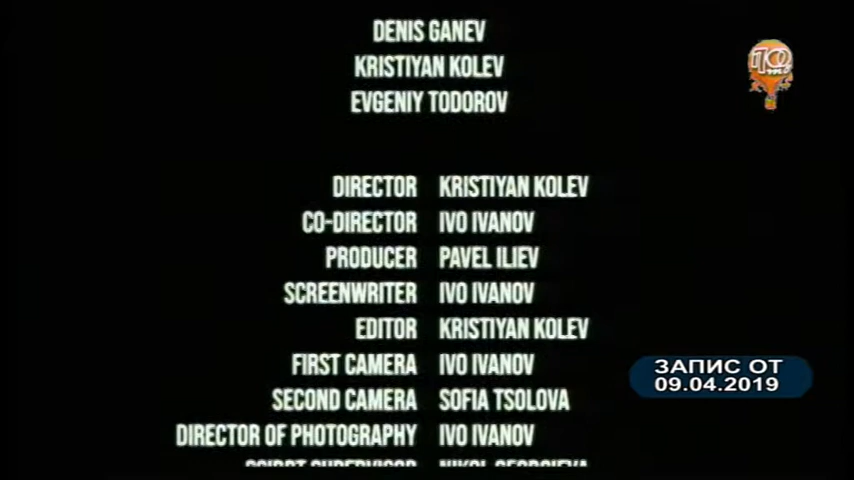 DENIS GANEV
KRISTIYAN KOLEV
EVGENIY TODOROV
DIRECTOR KRISTIYAN KOLEV
CO-DIRECTOR IVO IVANOV
PRODUCER PAVEL ILIEV
SCREENWRITER IVO IVANOV
EDITOR KRISTIYAN KOLEV
FIRST CAMERA IVO IVANOV
SECOND CAMERA SOFIA TSOLOVA
DIRECTOR OF PHOTOGRAPHY IVO IVANOV
ЗАПИС ОТ
09.04.2019